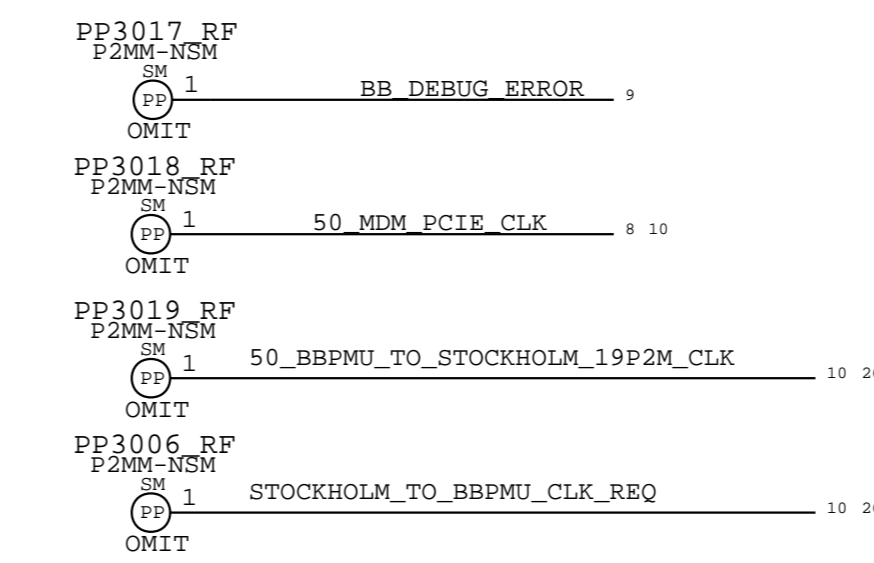 PP3017_RF
P2MM-NSM
SM
PP
1
BB_DEBUG_ERROR
9
OMIT
PP3018_RF
P2MM-NSM
SM
PP
1
50_MDM_PCIE_CLK
8 10
OMIT
PP3019_RF
P2MM-NSM
SM
PP
1
50_BBPMU_TO_STOCKHOLM_19P2M_CLK
10
OMIT
PP3006_RF
P2MM-NSM
SM
PP
1
STOCKHOLM_TO_BBPMU_CLK_REQ
10
OMIT